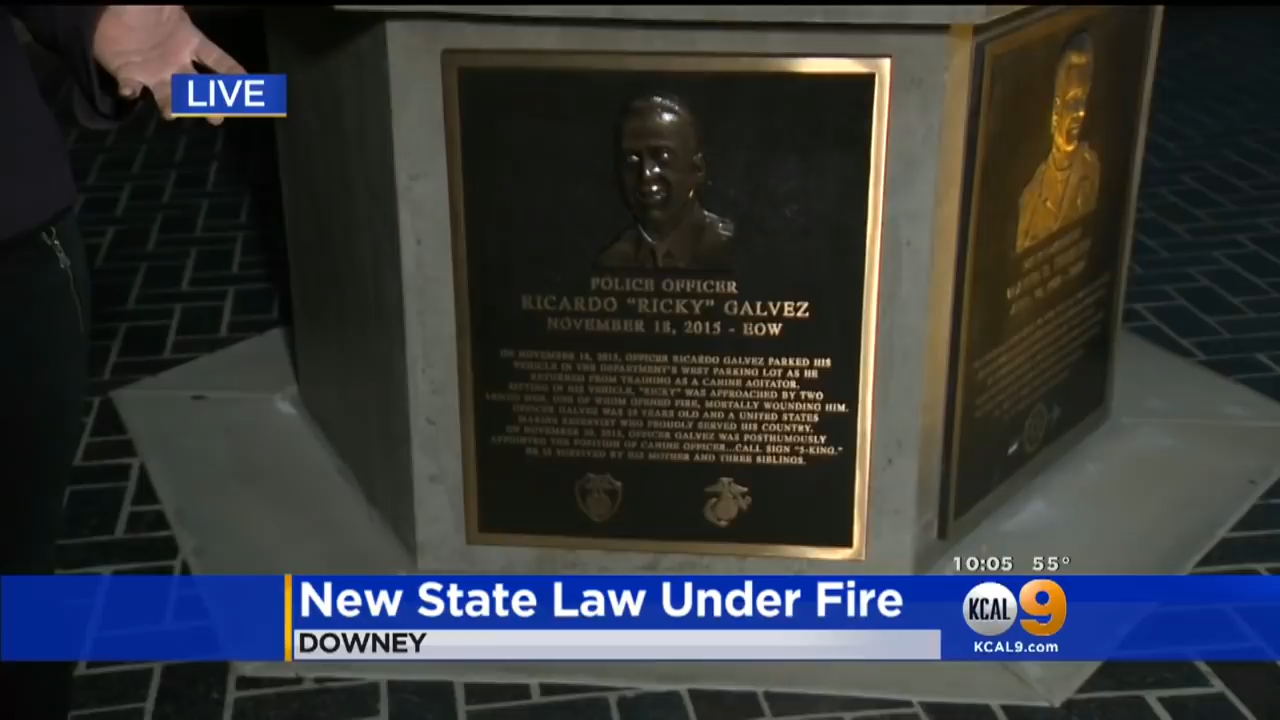 LIVE
POLICE OFFICER
RICARDO "RICKY" GALVEZ
NOVEMBER 18, 2015 - EOW
ON NOVEMBER 18, 2015, OFFICER RICARDO GALVEZ PARKED HIS
VEHICLE IN THE DEPARTMENT'S WEST PARKING LOT AS HE
RETURNED FROM TRAINING AS A CANINE AGITATOR.
SITTING IN HIS VEHICLE, "RICKY" WAS APPROACHED BY TWO
ARMED MEN, ONE OF WHOM OPENED FIRE, MORTALLY WOUNDING HIM.
OFFICER GALVEZ WAS 29 YEARS OLD AND A UNITED STATES
MARINE RESERVIST WHO PROUDLY SERVED HIS COUNTRY.
ON NOVEMBER 2015, OFFICER GALVEZ WAS POSTHUMOUSLY
APPOINTED THE POSITION OF CANINE OFFICER...CALL SIGN "5-KING."
HE IS SURVIVED BY HIS MOTHER AND THREE SIBLINGS.
10:05 55°
New State Law Under Fire
DOWNEY
KCAL 9
KCAL9.com